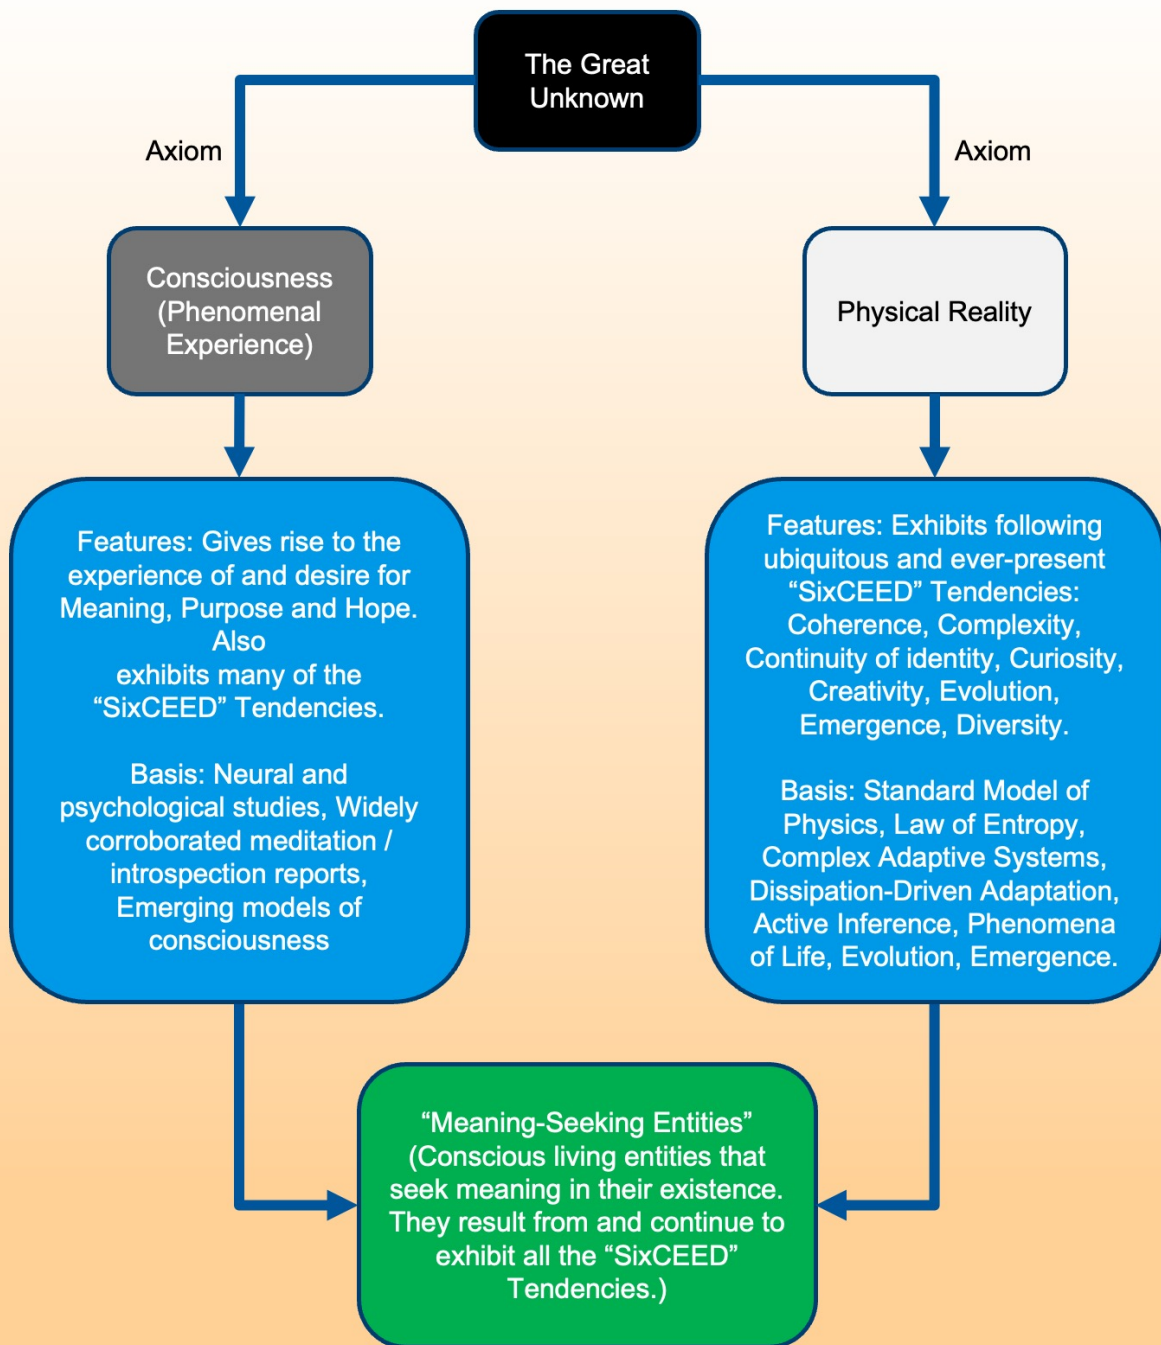 The Great
Unknown
Axiom
Axiom
Consciousness
(Phenomenal
Experience)
Physical Reality
Features: Gives rise to the
experience of and desire for
Meaning, Purpose and Hope.
Also
exhibits many of the
“SixCEED” Tendencies.
Basis: Neural and
psychological studies, Widely
corroborated meditation /
introspection reports,
Emerging models of
consciousness
Features: Exhibits following
ubiquitous and ever-present
“SixCEED” Tendencies:
Coherence, Complexity,
Continuity of identity, Curiosity,
Creativity, Evolution,
Emergence, Diversity.
Basis: Standard Model of
Physics, Law of Entropy,
Complex Adaptive Systems,
Dissipation-Driven Adaptation,
Active Inference, Phenomena
of Life, Evolution, Emergence.
“Meaning-Seeking Entities”
(Conscious living entities that
seek meaning in their existence.
They result from and continue to
exhibit all the “SixCEED”
Tendencies.)